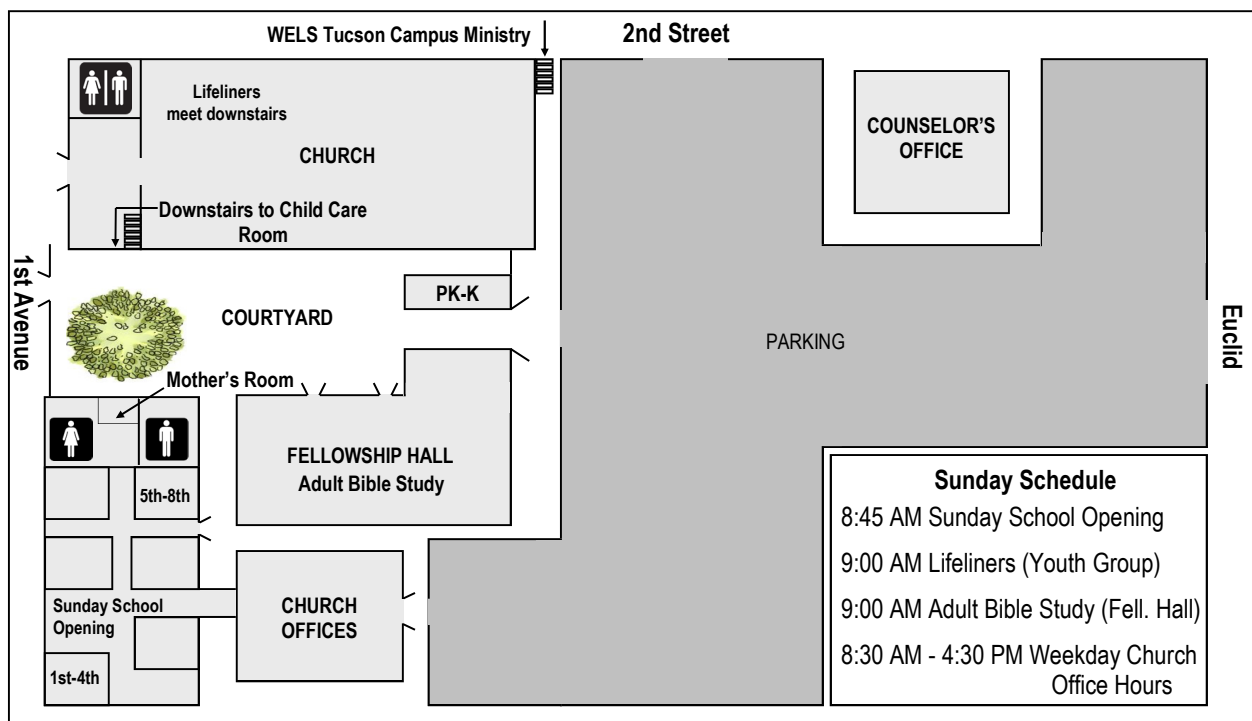 WELS Tucson Campus Ministry
2nd Street
Lifeliners
meet downstairs
CHURCH
COUNSELOR'S
OFFICE
Downstairs to Child Care
Room
1st Avenue
PK-K
COURTYARD
PARKING
Euclid
Mother's Room
FELLOWSHIP HALL
Adult Bible Study
5th-8th
Sunday School
Opening
CHURCH
OFFICES
1st-4th
Sunday Schedule
8:45 AM Sunday School Opening
9:00 AM Lifeliners (Youth Group)
9:00 AM Adult Bible Study (Fell. Hall)
8:30 AM - 4:30 PM Weekday Church
Office Hours